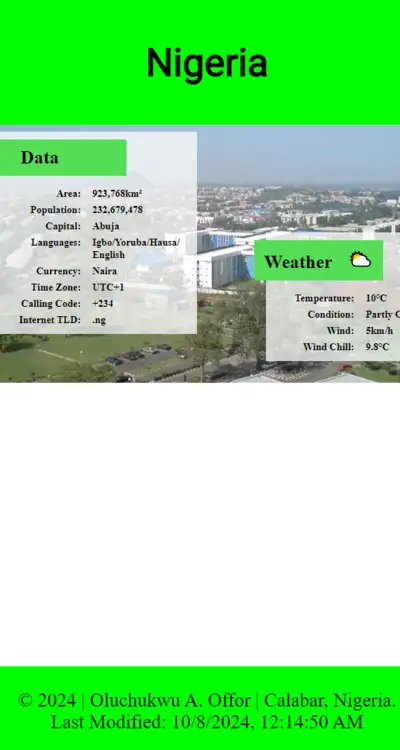 Nigeria
Data
Area: 923,768km²
Population: 232,679,478
Capital: Abuja
Languages: Igbo/Yoruba/Hausa/
English
Currency: Naira
Time Zone: UTC+1
Calling Code: +234
Internet TLD: .ng
Weather
Temperature: 10°C
Condition: Partly C
Wind: 5km/h
Wind Chill: 9.8°C
© 2024 | Oluchukwu A. Offor | Calabar, Nigeria.
Last Modified: 10/8/2024, 12:14:50 AM